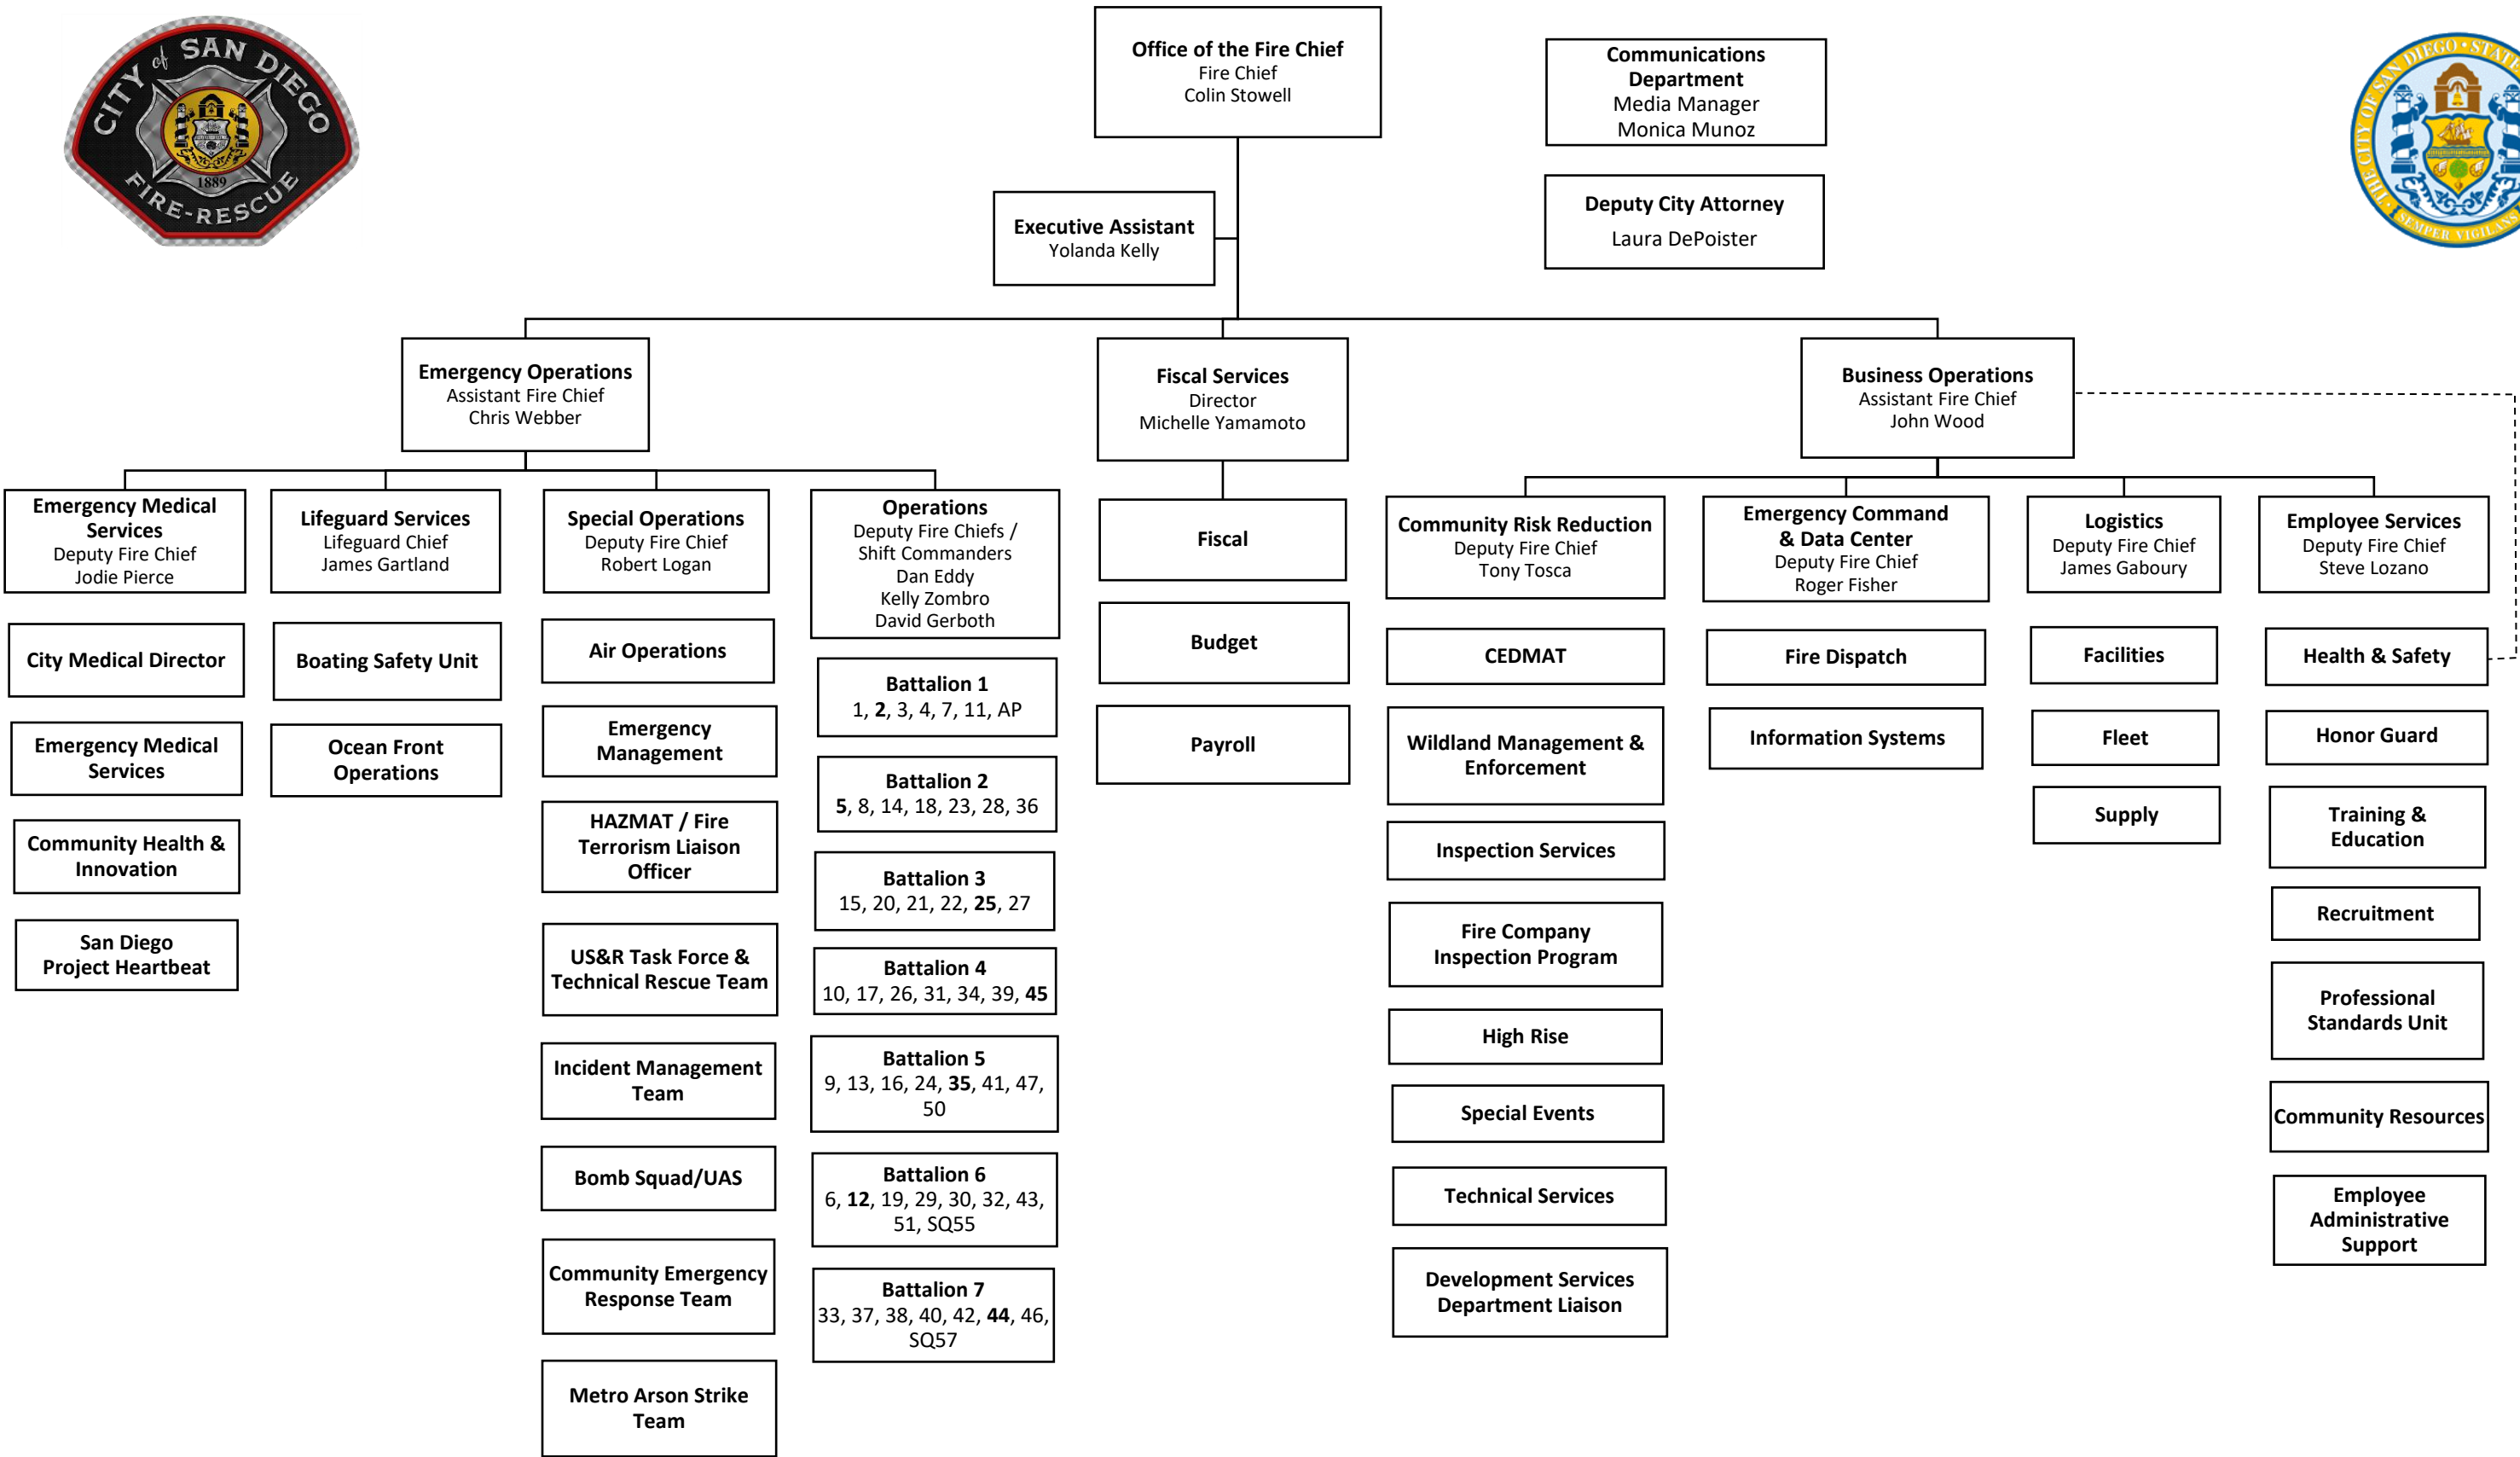 CITY of SAN DIEGO
1889
FIRE-RESCUE
Office of the Fire Chief
Fire Chief
Colin Stowell
Communications
Department
Media Manager
Monica Munoz
Deputy City Attorney
Laura DePoister
THE CITY OF SAN DIEGO • STATE
SEMPER VIGILANS
Executive Assistant
Yolanda Kelly
Emergency Operations
Assistant Fire Chief
Chris Webber
Fiscal Services
Director
Michelle Yamamoto
Business Operations
Assistant Fire Chief
John Wood
Emergency Medical
Services
Deputy Fire Chief
Jodie Pierce
City Medical Director
Emergency Medical
Services
Community Health &
Innovation
San Diego
Project Heartbeat
Lifeguard Services
Lifeguard Chief
James Gartland
Boating Safety Unit
Ocean Front
Operations
Special Operations
Deputy Fire Chief
Robert Logan
Air Operations
Emergency
Management
HAZMAT / Fire
Terrorism Liaison
Officer
US&R Task Force &
Technical Rescue Team
Incident Management
Team
Bomb Squad/UAS
Community Emergency
Response Team
Metro Arson Strike
Team
Operations
Deputy Fire Chiefs /
Shift Commanders
Dan Eddy
Kelly Zombro
David Gerboth
Battalion 1
1, 2, 3, 4, 7, 11, AP
Battalion 2
5, 8, 14, 18, 23, 28, 36
Battalion 3
15, 20, 21, 22, 25, 27
Battalion 4
10, 17, 26, 31, 34, 39, 45
Battalion 5
9, 13, 16, 24, 35, 41, 47,
50
Battalion 6
6, 12, 19, 29, 30, 32, 43,
51, SQ55
Battalion 7
33, 37, 38, 40, 42, 44, 46,
SQ57
Fiscal
Budget
Payroll
Community Risk Reduction
Deputy Fire Chief
Tony Tosca
CEDMAT
Wildland Management &
Enforcement
Inspection Services
Fire Company
Inspection Program
High Rise
Special Events
Technical Services
Development Services
Department Liaison
Emergency Command
& Data Center
Deputy Fire Chief
Roger Fisher
Fire Dispatch
Information Systems
Logistics
Deputy Fire Chief
James Gaboury
Facilities
Fleet
Supply
Employee Services
Deputy Fire Chief
Steve Lozano
Health & Safety
Honor Guard
Training &
Education
Recruitment
Professional
Standards Unit
Community Resources
Employee
Administrative
Support